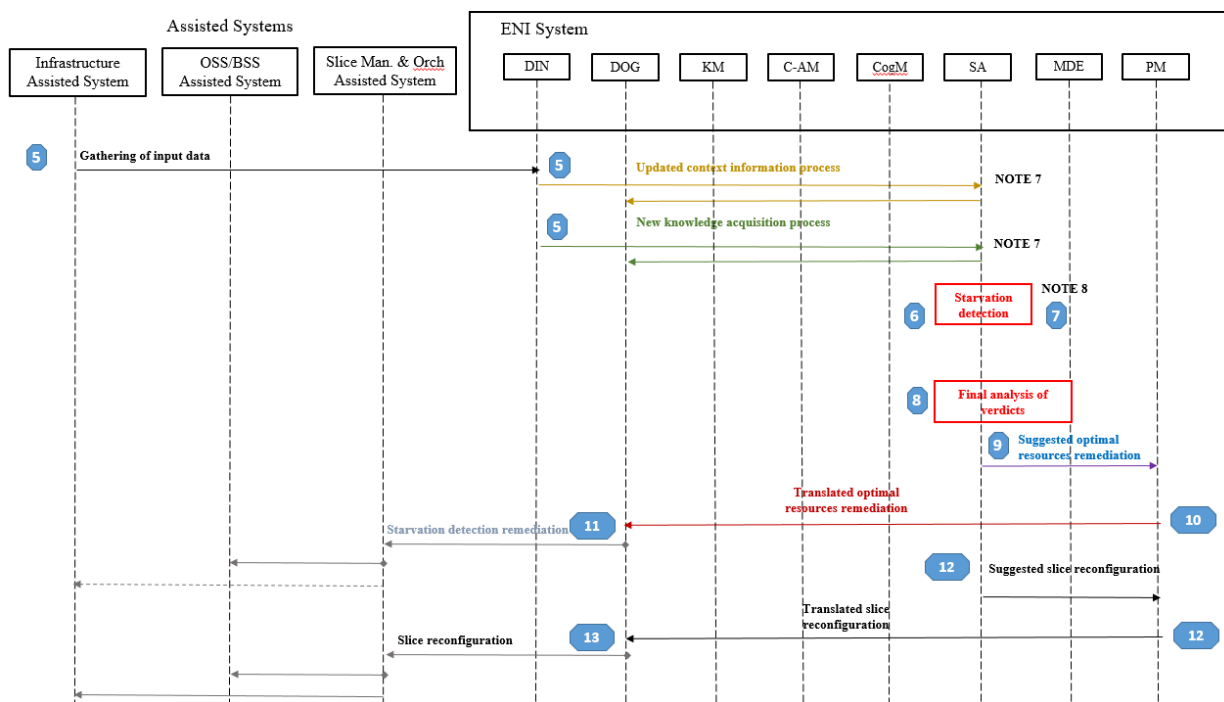 Assisted Systems
ENI System
Infrastructure
Assisted System
OSS/BSS
Assisted System
Slice Man. & Orch
Assisted System
DIN
DOG
KM
C-AM
CogM
SA
MDE
PM
5
Gathering of input data
5
Updated context information process
NOTE 7
5
New knowledge acquisition process
NOTE 7
NOTE 8
6
Starvation
detection
7
8
Final analysis of
verdicts
9
Suggested optimal
resources remediation
Translated optimal
resources remediation
10
Starvation detection remediation
11
12
Suggested slice reconfiguration
Translated slice
reconfiguration
12
Slice reconfiguration
13